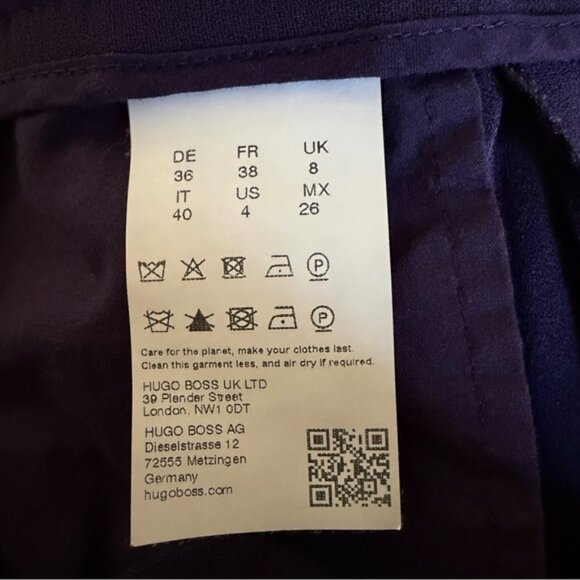 DE FR UK
36 38 8
IT US MX
40 4 26
P
P
Care for the planet, make your clothes last.
Clean this garment less, and air dry if required.
HUGO BOSS UK LTD
39 Plender Street
London, NW1 0DT
HUGO BOSS AG
Dieselstrasse 12
72555 Metzingen
Germany
hugoboss.com